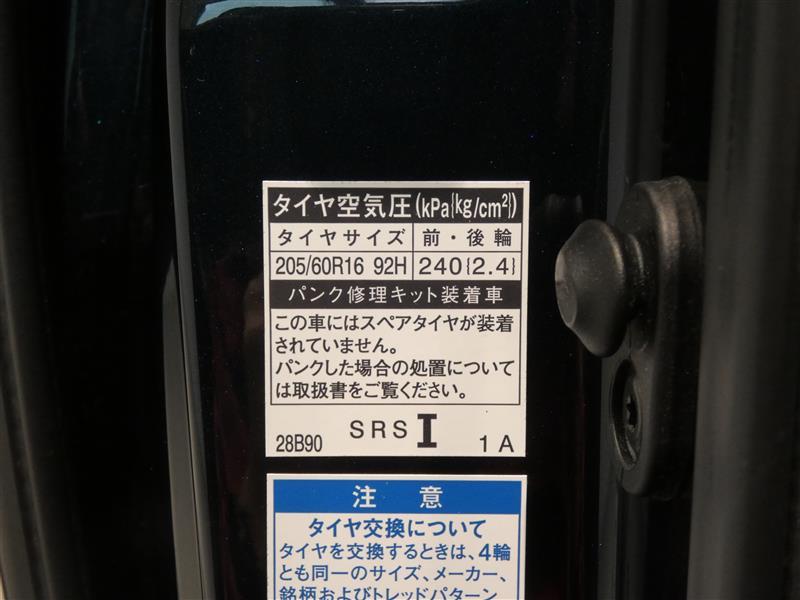 タイヤ空気圧(kPa{kg/cm²})
タイヤサイズ 前・後輪
205/60R16 92H 240{2.4}
パンク修理キット装着車
この車にはスペアタイヤが装着
されていません。
パンクした場合の処置について
は取扱書をご覧ください。
28B90 SRS I 1A
注意
タイヤ交換について
タイヤを交換するときは、4輪
とも同一のサイズ、メーカー、
銘柄およびトレッドパターン